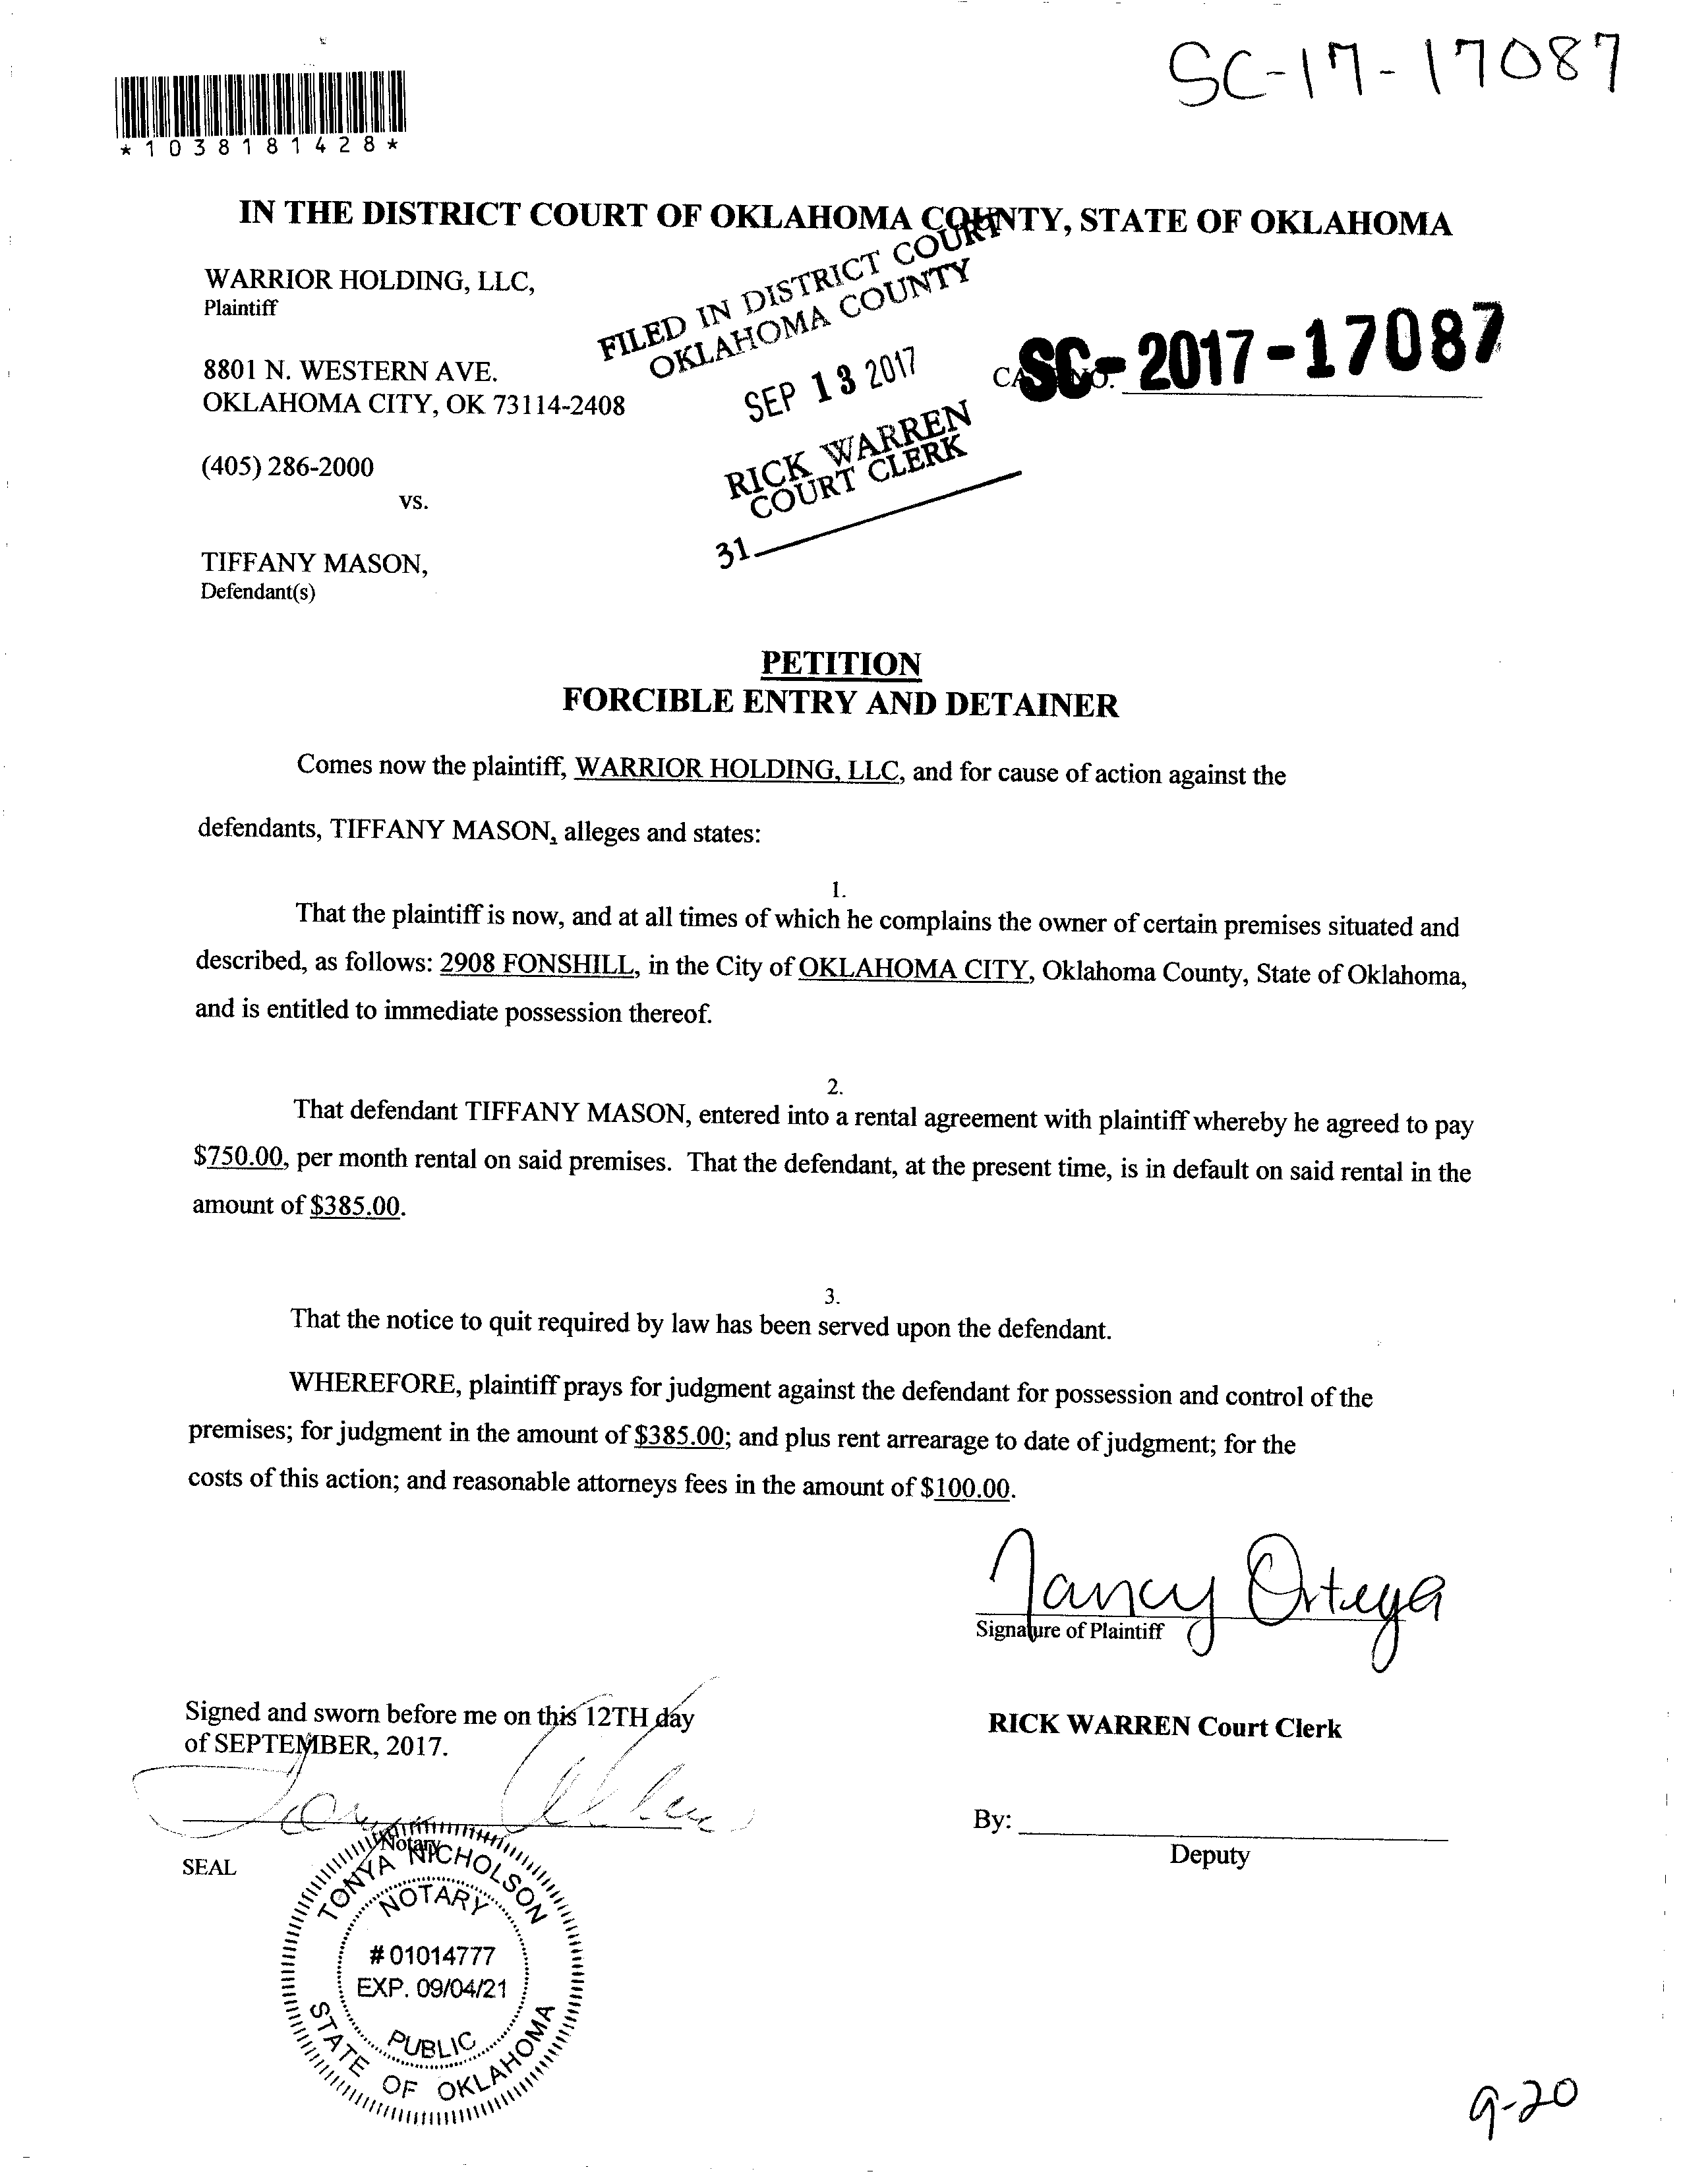 SC-17-17087
*1038181428*
IN THE DISTRICT COURT OF OKLAHOMA COUNTY, STATE OF OKLAHOMA
WARRIOR HOLDING, LLC,
Plaintiff
8801 N. WESTERN AVE.
OKLAHOMA CITY, OK 73114-2408
(405) 286-2000
vs.
TIFFANY MASON,
Defendant(s)
FILED IN DISTRICT COURT
OKLAHOMA COUNTY
SEP 13 2017
RICK WARREN
COURT CLERK
31
CASE NO. SC-2017-17087
PETITION
FORCIBLE ENTRY AND DETAINER
Comes now the plaintiff, WARRIOR HOLDING, LLC, and for cause of action against the
defendants, TIFFANY MASON, alleges and states:
1.
That the plaintiff is now, and at all times of which he complains the owner of certain premises situated and
described, as follows: 2908 FONSHILL, in the City of OKLAHOMA CITY, Oklahoma County, State of Oklahoma,
and is entitled to immediate possession thereof.
2.
That defendant TIFFANY MASON, entered into a rental agreement with plaintiff whereby he agreed to pay
$750.00, per month rental on said premises. That the defendant, at the present time, is in default on said rental in the
amount of $385.00.
3.
That the notice to quit required by law has been served upon the defendant.
WHEREFORE, plaintiff prays for judgment against the defendant for possession and control of the
premises; for judgment in the amount of $385.00; and plus rent arrearage to date of judgment; for the
costs of this action; and reasonable attorneys fees in the amount of $100.00.
Nancy Ortega
Signature of Plaintiff
Signed and sworn before me on this 12TH day
of SEPTEMBER, 2017.
RICK WARREN Court Clerk
Notary
By:
Deputy
SEAL
TONYA NICHOLSON
NOTARY
#01014777
EXP. 09/04/21
PUBLIC
STATE OF OKLAHOMA
9-20